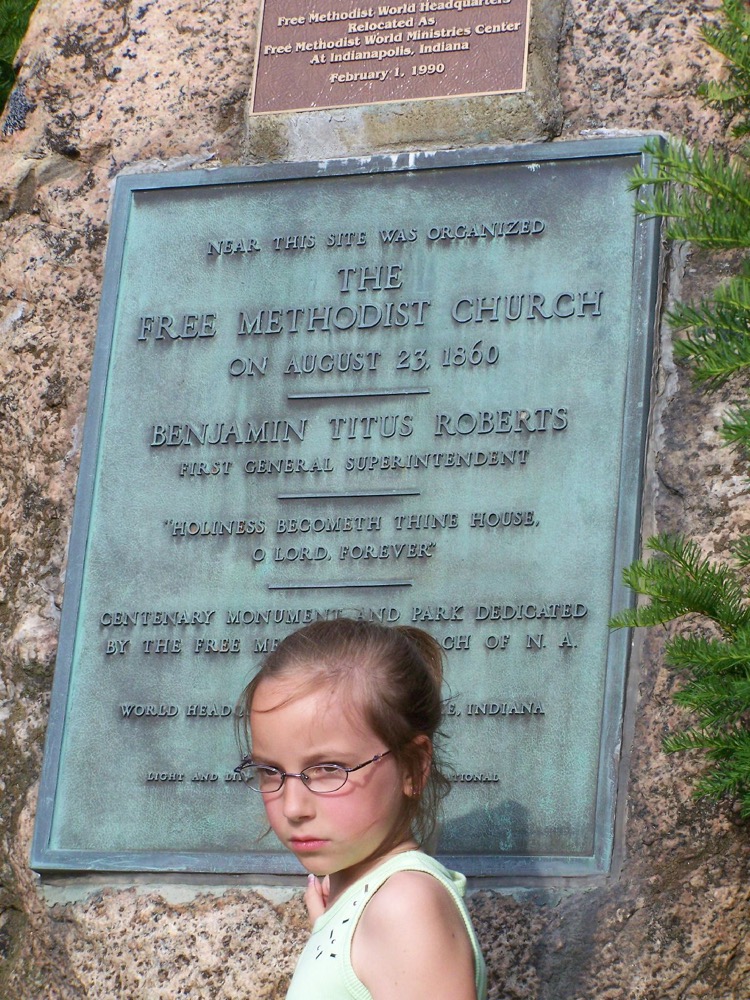 Free Methodist World Headquarters
Relocated As
Free Methodist World Ministries Center
At Indianapolis, Indiana
February 1, 1990
NEAR THIS SITE WAS ORGANIZED
THE
FREE METHODIST CHURCH
ON AUGUST 23, 1860
BENJAMIN TITUS ROBERTS
FIRST GENERAL SUPERINTENDENT
"HOLINESS BECOMETH THINE HOUSE,
O LORD, FOREVER"
CENTENARY MONUMENT AND PARK DEDICATED
BY THE FREE OF N. A.
WORLD INDIANA
LIGHT AND